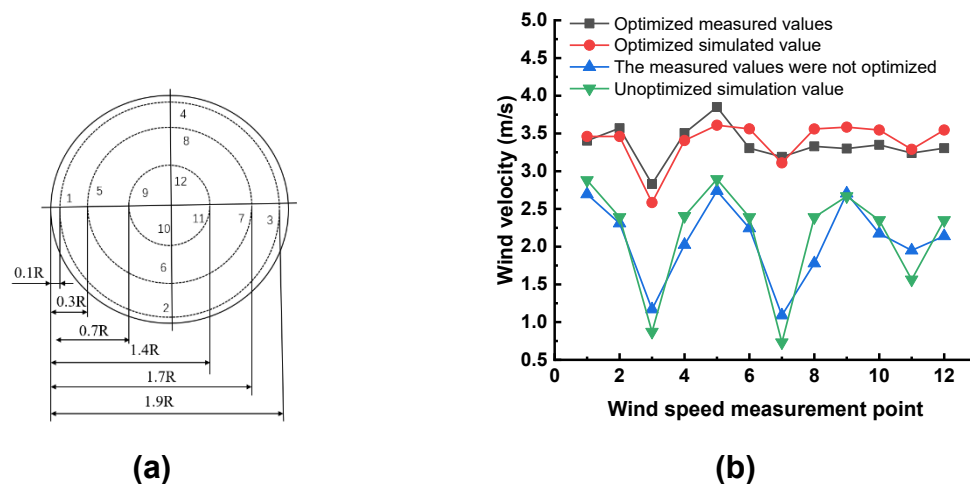 4
8
12
1
5
9
11
7
3
10
6
2
0.1R
0.3R
0.7R
1.4R
1.7R
1.9R
(a)
5.0
4.5
4.0
3.5
3.0
2.5
2.0
1.5
1.0
0.5
Wind velocity (m/s)
Optimized measured values
Optimized simulated value
The measured values were not optimized
Unoptimized simulation value
0 2 4 6 8 10 12
Wind speed measurement point
(b)